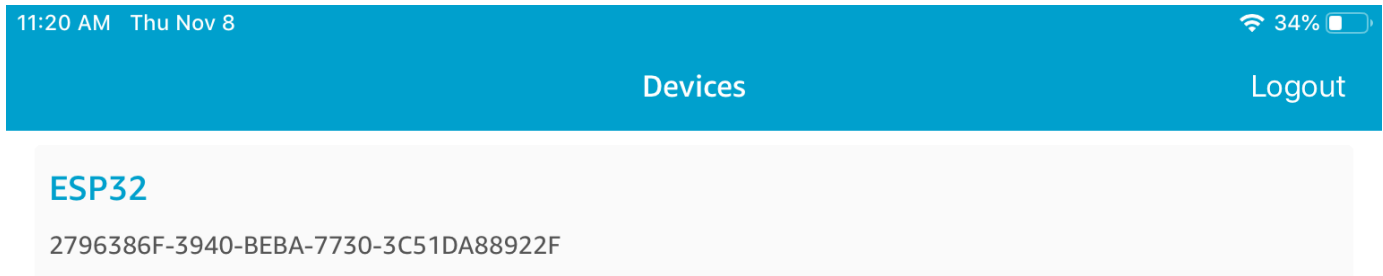 11:20 AM Thu Nov 8 34%
Devices Logout
ESP32
2796386F-3940-BEBA-7730-3C51DA88922F